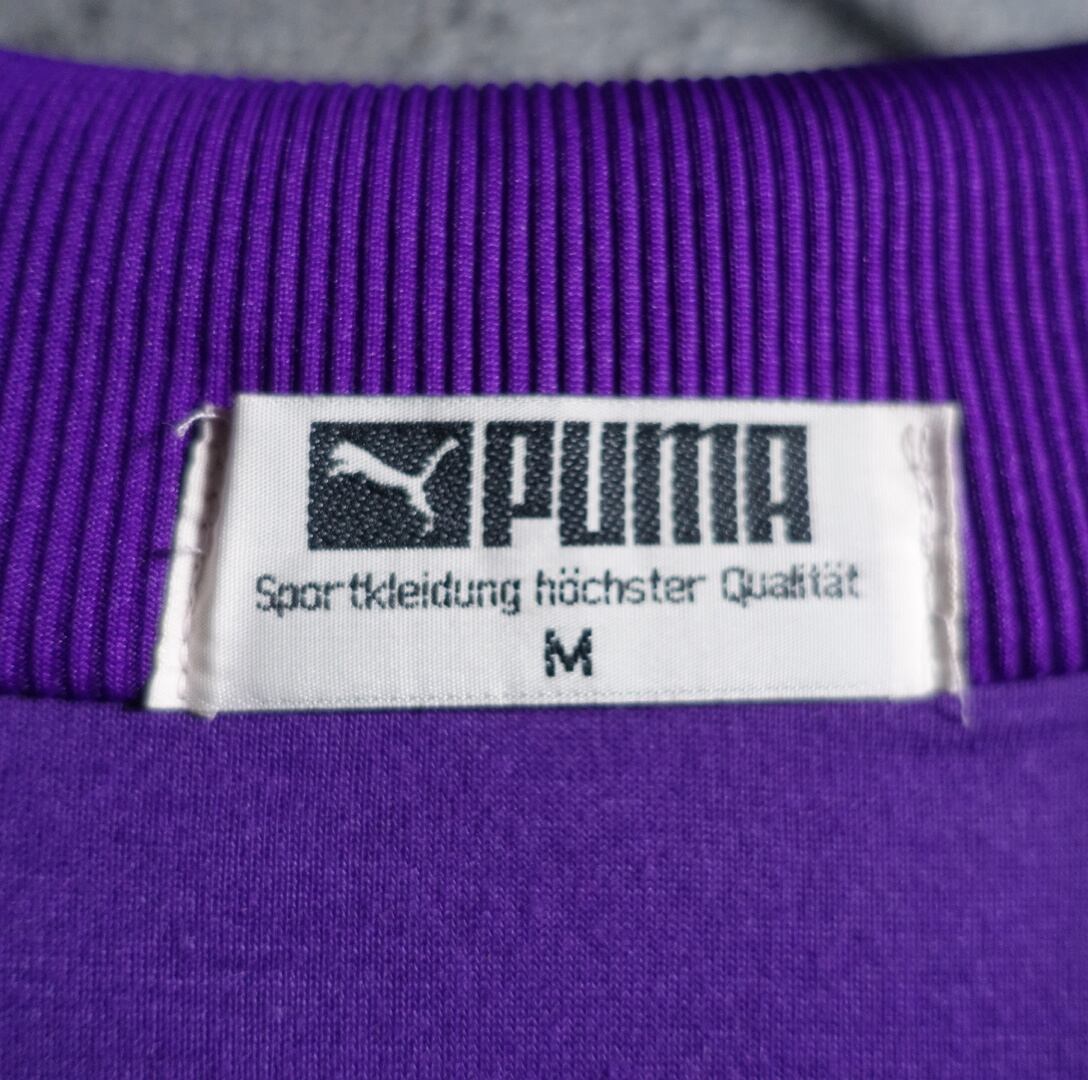 PUMA
Sportkleidung höchster Qualität
M